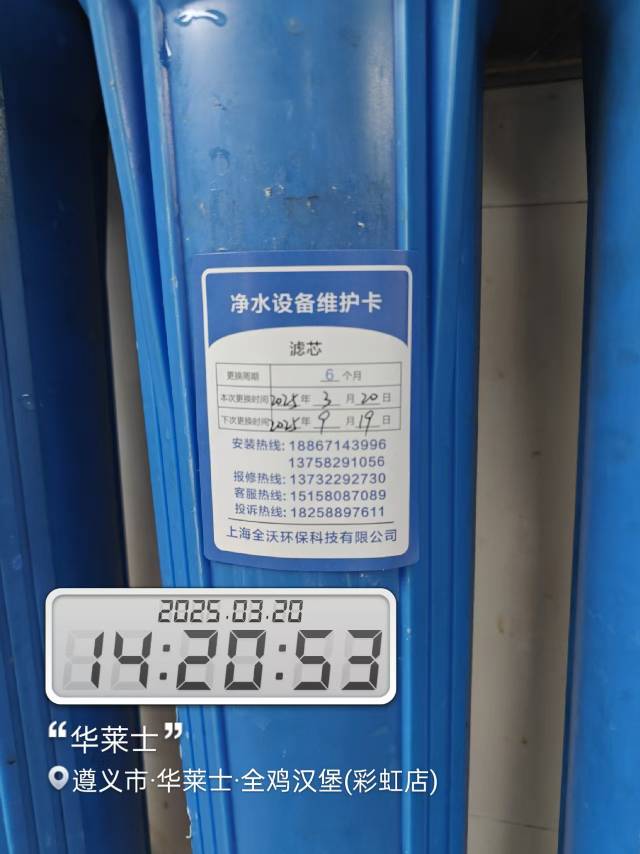 净水设备维护卡
滤芯
更换周期 6 个月
本次更换时间 2025 年 3 月 20 日
下次更换时间 2025 年 9 月 19 日
安装热线: 18867143996
13758291056
报修热线: 13732292730
客服热线: 15158087089
投诉热线: 18258897611
上海全沃环保科技有限公司
2025.03.20
14:20:53
“华莱士”
遵义市·华莱士·全鸡汉堡(彩虹店)